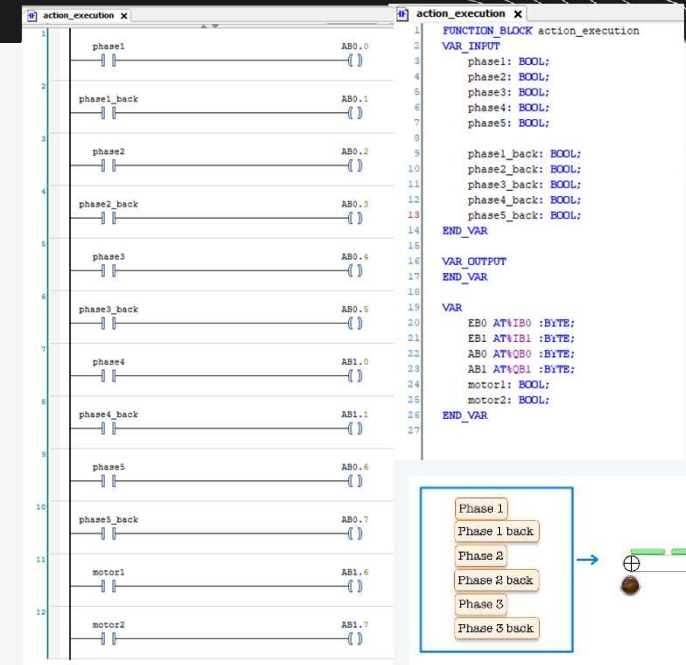 action_execution
1
phase1 AB0.0
2
phase1_back AB0.1
3
phase2 AB0.2
4
phase2_back AB0.3
5
phase3 AB0.4
6
phase3_back AB0.5
7
phase4 AB1.0
8
phase4_back AB1.1
9
phase5 AB0.6
10
phase5_back AB0.7
11
motor1 AB1.6
12
motor2 AB1.7
action_execution
1 FUNCTION_BLOCK action_execution
2 VAR_INPUT
3 phase1: BOOL;
4 phase2: BOOL;
5 phase3: BOOL;
6 phase4: BOOL;
7 phase5: BOOL;
8
9 phase1_back: BOOL;
10 phase2_back: BOOL;
11 phase3_back: BOOL;
12 phase4_back: BOOL;
13 phase5_back: BOOL;
14 END_VAR
15
16 VAR_OUTPUT
17 END_VAR
18
19 VAR
20 EB0 AT%IB0 :BYTE;
21 EB1 AT%IB1 :BYTE;
22 AB0 AT%QB0 :BYTE;
23 AB1 AT%QB1 :BYTE;
24 motor1: BOOL;
25 motor2: BOOL;
26 END_VAR
27
Phase 1
Phase 1 back
Phase 2
Phase 2 back
Phase 3
Phase 3 back